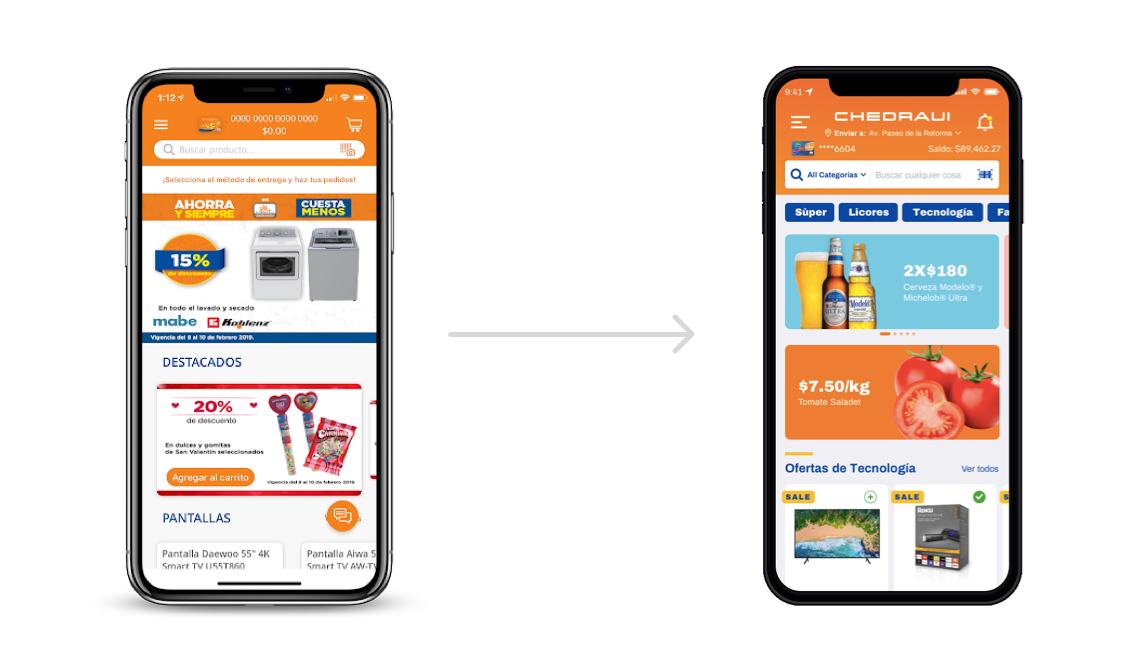 1:12
0000 0000 0000 0000
$0.00
Buscar producto...
¡Selecciona el método de entrega y haz tus pedidos!
AHORRA
Y SIEMPRE
CUESTA
MENOS
15%
de descuento
En todo el lavado y secado
mabe Koblenz
Vigencia del 8 al 10 de febrero 2019.
DESTACADOS
20%
de descuento
En dulces y gomitas
de San Valentín seleccionados
CARNAVAL
Agregar al carrito
Vigencia del 8 al 10 de febrero 2019.
PANTALLAS
Pantalla Daewoo 55" 4K
Smart TV U55T860
Pantalla Aiwa 5
Smart TV AW-TV
9:41
CHEDRAUI
Enviar a: Av. Paseo de la Reforma
****6604
Saldo: $89,462.27
All Categorias
Buscar cualquier cosa
Sùper
Licores
Tecnología
Fa
2X$180
Cerveza Modelo® y
Michelob® Ultra
ULTRA
Modelo
$7.50/kg
Tomate Saladet
Ofertas de Tecnología
Ver todos
SALE
SALE
S
ROKU